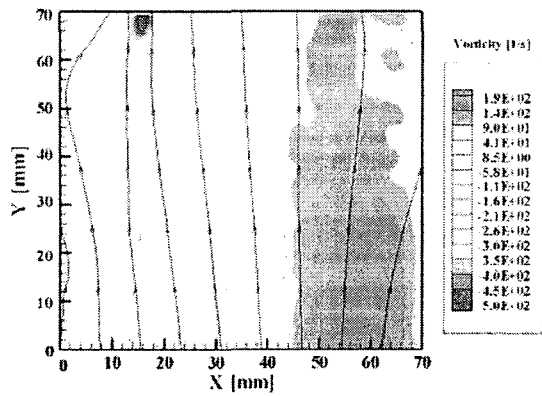 Vorticity [1/s]
1.9E+02
1.4E+02
9.0E+01
4.1E+01
8.5E+00
5.8E+01
1.1E+02
1.6E+02
2.1E+02
2.6E+02
3.0E+02
3.5E+02
4.0E+02
4.5E+02
5.0E+02
70
60
50
40
30
20
10
0
Y [mm]
0 10 20 30 40 50 60 70
X [mm]